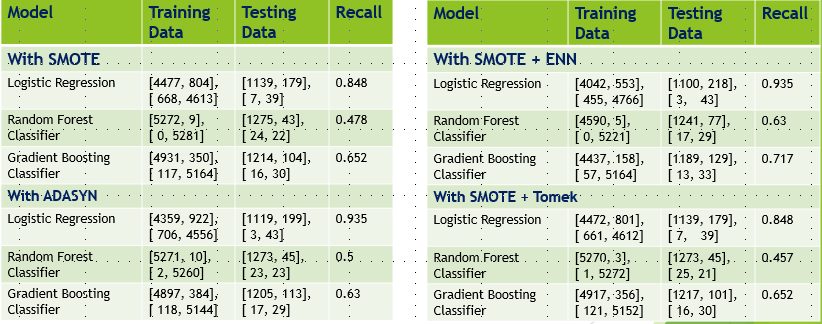 Model Training Data Testing Data Recall
With SMOTE
Logistic Regression [4477, 804], [1139, 179], 0.848
[ 668, 4613] [ 7, 39]
Random Forest [5272, 9], [1275, 43], 0.478
Classifier [ 0, 5281] [ 24, 22]
Gradient Boosting [4931, 350], [1214, 104], 0.652
Classifier [ 117, 5164] [ 16, 30]
With ADASYN
Logistic Regression [4359, 922], [1119, 199], 0.935
[ 706, 4556] [ 3, 43]
Random Forest [5271, 10], [1273, 45], 0.5
Classifier [ 2, 5260] [ 23, 23]
Gradient Boosting [4897, 384], [1205, 113], 0.63
Classifier [ 118, 5144] [ 17, 29]
Model Training Data Testing Data Recall
With SMOTE + ENN
Logistic Regression [4042, 553], [1100, 218], 0.935
[ 455, 4766] [ 3, 43]
Random Forest [4590, 5], [1241, 77], 0.63
Classifier [ 0, 5221] [ 17, 29]
Gradient Boosting [4437, 158], [1189, 129], 0.717
Classifier [ 57, 5164] [ 13, 33]
With SMOTE + Tomek
Logistic Regression [4472, 801], [1139, 179], 0.848
[ 661, 4612] [ 7, 39]
Random Forest [5270, 3], [1273, 45], 0.457
Classifier [ 1, 5272] [ 25, 21]
Gradient Boosting [4917, 356], [1217, 101], 0.652
Classifier [ 121, 5152] [ 16, 30]